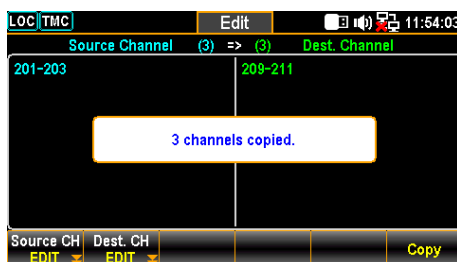 LOC TMC Edit 11:54:03
Source Channel (3) => (3) Dest. Channel
201-203 209-211
3 channels copied.
Source CH Dest. CH
EDIT EDIT Copy